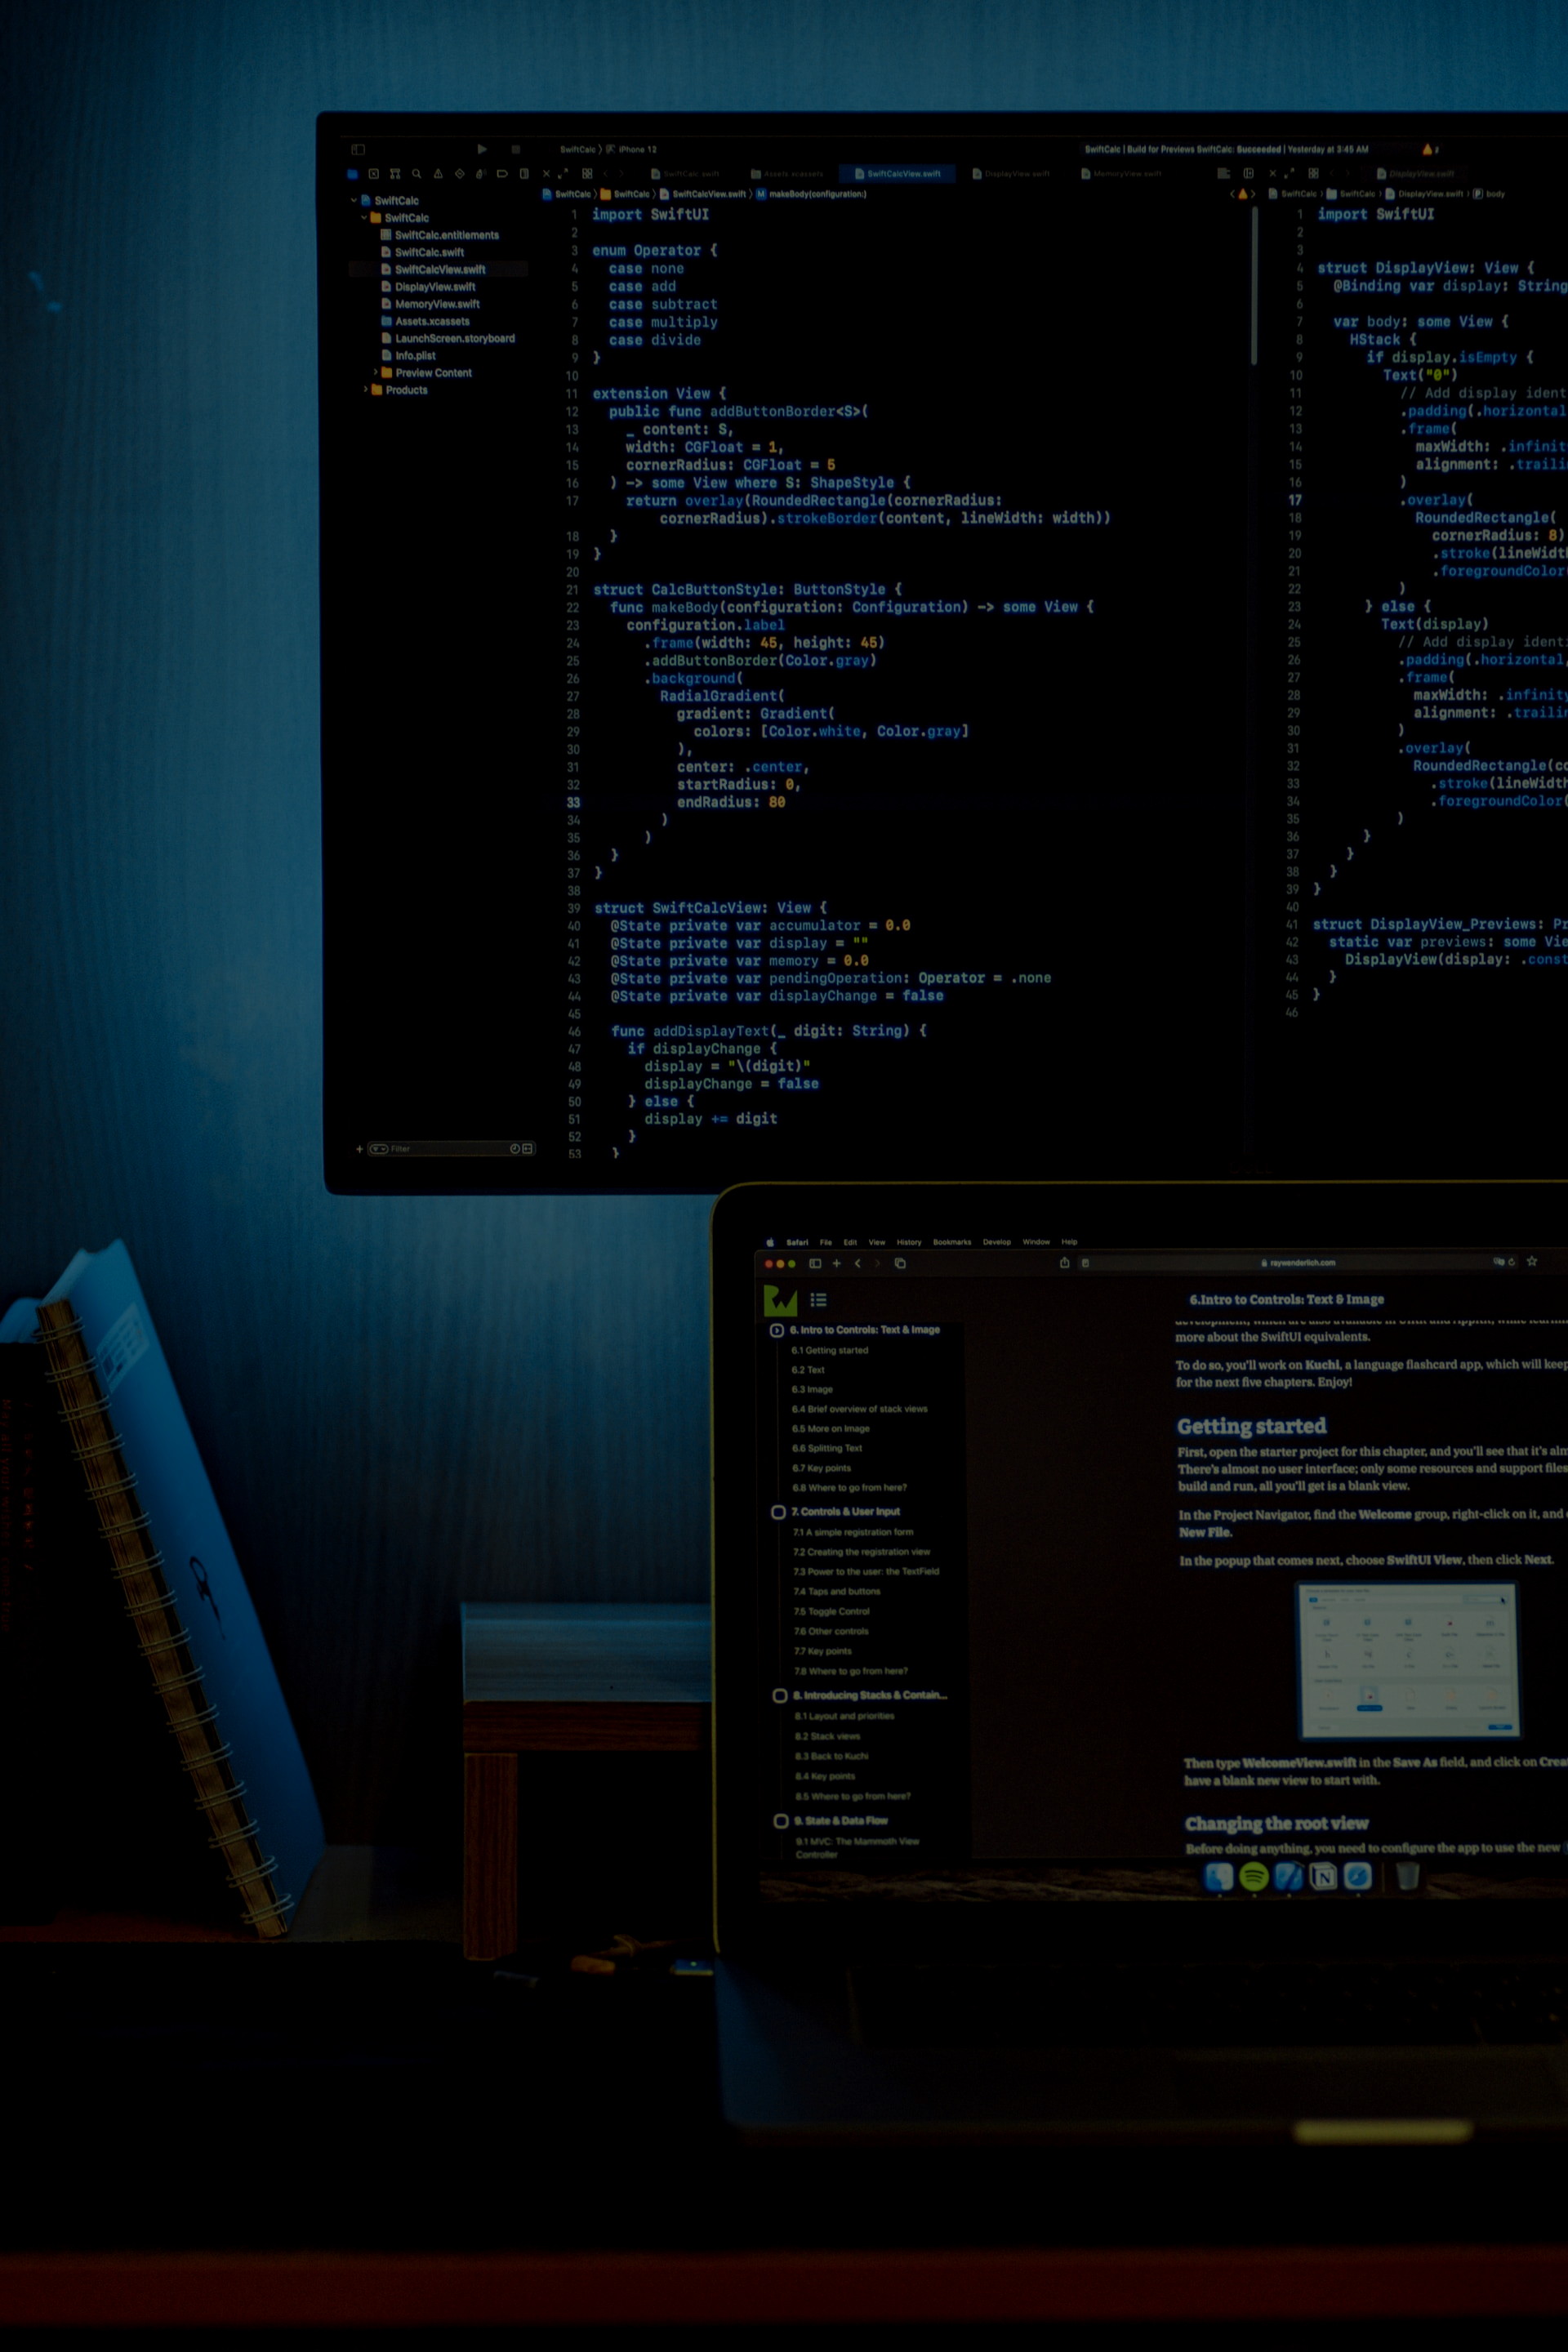 SwiftCalc 〉 iPhone 12
SwiftCalc | Build for Previews SwiftCalc: Succeeded | Yesterday at 3:45 AM
SwiftCalc.swift
Assets.xcassets
SwiftCalcView.swift
DisplayView.swift
MemoryView.swift
DisplayView.swift
SwiftCalc
SwiftCalc
SwiftCalc.entitlements
SwiftCalc.swift
SwiftCalcView.swift
DisplayView.swift
MemoryView.swift
Assets.xcassets
LaunchScreen.storyboard
Info.plist
Preview Content
Products
Filter
SwiftCalc 〉 SwiftCalc 〉 SwiftCalcView.swift 〉 M makeBody(configuration:)
1 import SwiftUI
2
3 enum Operator {
4 case none
5 case add
6 case subtract
7 case multiply
8 case divide
9 }
10
11 extension View {
12 public func addButtonBorder<S>(
13 _ content: S,
14 width: CGFloat = 1,
15 cornerRadius: CGFloat = 5
16 ) -> some View where S: ShapeStyle {
17 return overlay(RoundedRectangle(cornerRadius:
cornerRadius).strokeBorder(content, lineWidth: width))
18 }
19 }
20
21 struct CalcButtonStyle: ButtonStyle {
22 func makeBody(configuration: Configuration) -> some View {
23 configuration.label
24 .frame(width: 45, height: 45)
25 .addButtonBorder(Color.gray)
26 .background(
27 RadialGradient(
28 gradient: Gradient(
29 colors: [Color.white, Color.gray]
30 ),
31 center: .center,
32 startRadius: 0,
33 endRadius: 80
34 )
35 )
36 }
37 }
38
39 struct SwiftCalcView: View {
40 @State private var accumulator = 0.0
41 @State private var display = ""
42 @State private var memory = 0.0
43 @State private var pendingOperation: Operator = .none
44 @State private var displayChange = false
45
46 func addDisplayText(_ digit: String) {
47 if displayChange {
48 display = "\(digit)"
49 displayChange = false
50 } else {
51 display += digit
52 }
53 }
SwiftCalc 〉 SwiftCalc 〉 DisplayView.swift 〉 P body
1 import SwiftUI
2
3
4 struct DisplayView: View {
5 @Binding var display: String
6
7 var body: some View {
8 HStack {
9 if display.isEmpty {
10 Text("0")
11 // Add display ident
12 .padding(.horizontal
13 .frame(
14 maxWidth: .infinit
15 alignment: .traili
16 )
17 .overlay(
18 RoundedRectangle(
19 cornerRadius: 8)
20 .stroke(lineWidt
21 .foregroundColor
22 )
23 } else {
24 Text(display)
25 // Add display identi
26 .padding(.horizontal,
27 .frame(
28 maxWidth: .infinity
29 alignment: .trailin
30 )
31 .overlay(
32 RoundedRectangle(co
33 .stroke(lineWidth
34 .foregroundColor(
35 )
36 }
37 }
38 }
39 }
40
41 struct DisplayView_Previews: Pr
42 static var previews: some Vie
43 DisplayView(display: .const
44 }
45 }
46
Safari File Edit View History Bookmarks Develop Window Help
raywenderlich.com
6.Intro to Controls: Text & Image
6. Intro to Controls: Text & Image
6.1 Getting started
6.2 Text
6.3 Image
6.4 Brief overview of stack views
6.5 More on Image
6.6 Splitting Text
6.7 Key points
6.8 Where to go from here?
7. Controls & User Input
7.1 A simple registration form
7.2 Creating the registration view
7.3 Power to the user: the TextField
7.4 Taps and buttons
7.5 Toggle Control
7.6 Other controls
7.7 Key points
7.8 Where to go from here?
8. Introducing Stacks & Contain...
8.1 Layout and priorities
8.2 Stack views
8.3 Back to Kuchi
8.4 Key points
8.5 Where to go from here?
9. State & Data Flow
9.1 MVC: The Mammoth View
Controller
more about the SwiftUI equivalents.
To do so, you'll work on Kuchi, a language flashcard app, which will keep
for the next five chapters. Enjoy!
Getting started
First, open the starter project for this chapter, and you'll see that it's alm
There's almost no user interface; only some resources and support files
build and run, all you'll get is a blank view.
In the Project Navigator, find the Welcome group, right-click on it, and
New File.
In the popup that comes next, choose SwiftUI View, then click Next.
Then type WelcomeView.swift in the Save As field, and click on Crea
have a blank new view to start with.
Changing the root view
Before doing anything, you need to configure the app to use the new